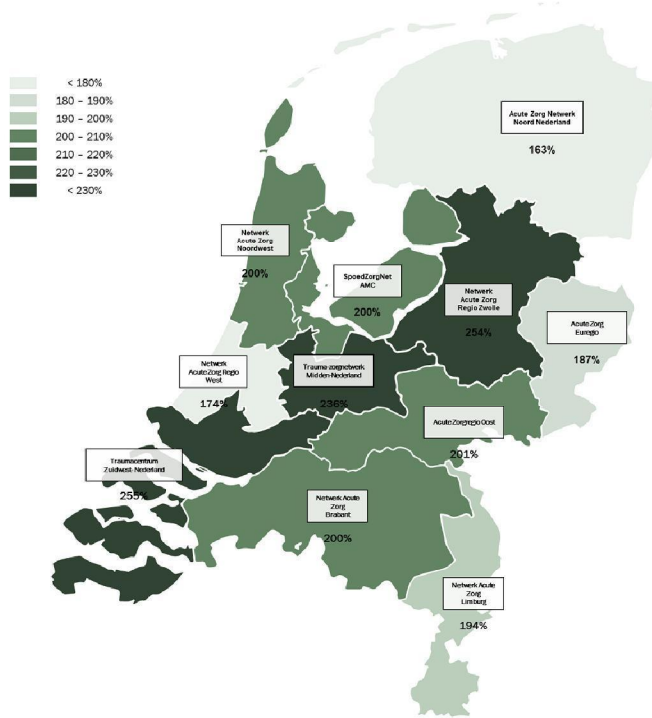 < 180%
180 – 190%
190 – 200%
200 – 210%
210 – 220%
220 – 230%
< 230%
Acute Zorg Netwerk
Noord Nederland
163%
Netwerk
Acute Zorg
Noordwest
200%
SpoedZorgNet
AMC
200%
Netwerk
Acute Zorg
Regio Zwolle
254%
Acute Zorg
Euregio
187%
Netwerk
Acute Zorg Regio
West
174%
Trauma-zorgnetwerk
Midden-Nederland
236%
Acute Zorgregio Oost
201%
Traumacentrum
Zuidwest-Nederland
255%
Netwerk Acute
Zorg
Brabant
200%
Netwerk Acute
Zorg
Limburg
194%